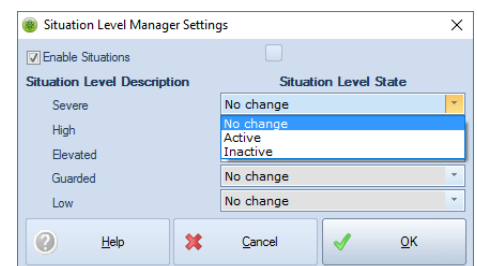 Situation Level Manager Settings
Enable Situations
Situation Level Description Situation Level State
Severe No change
High No change
Active
Elevated Inactive
Guarded No change
Low No change
Help Cancel OK